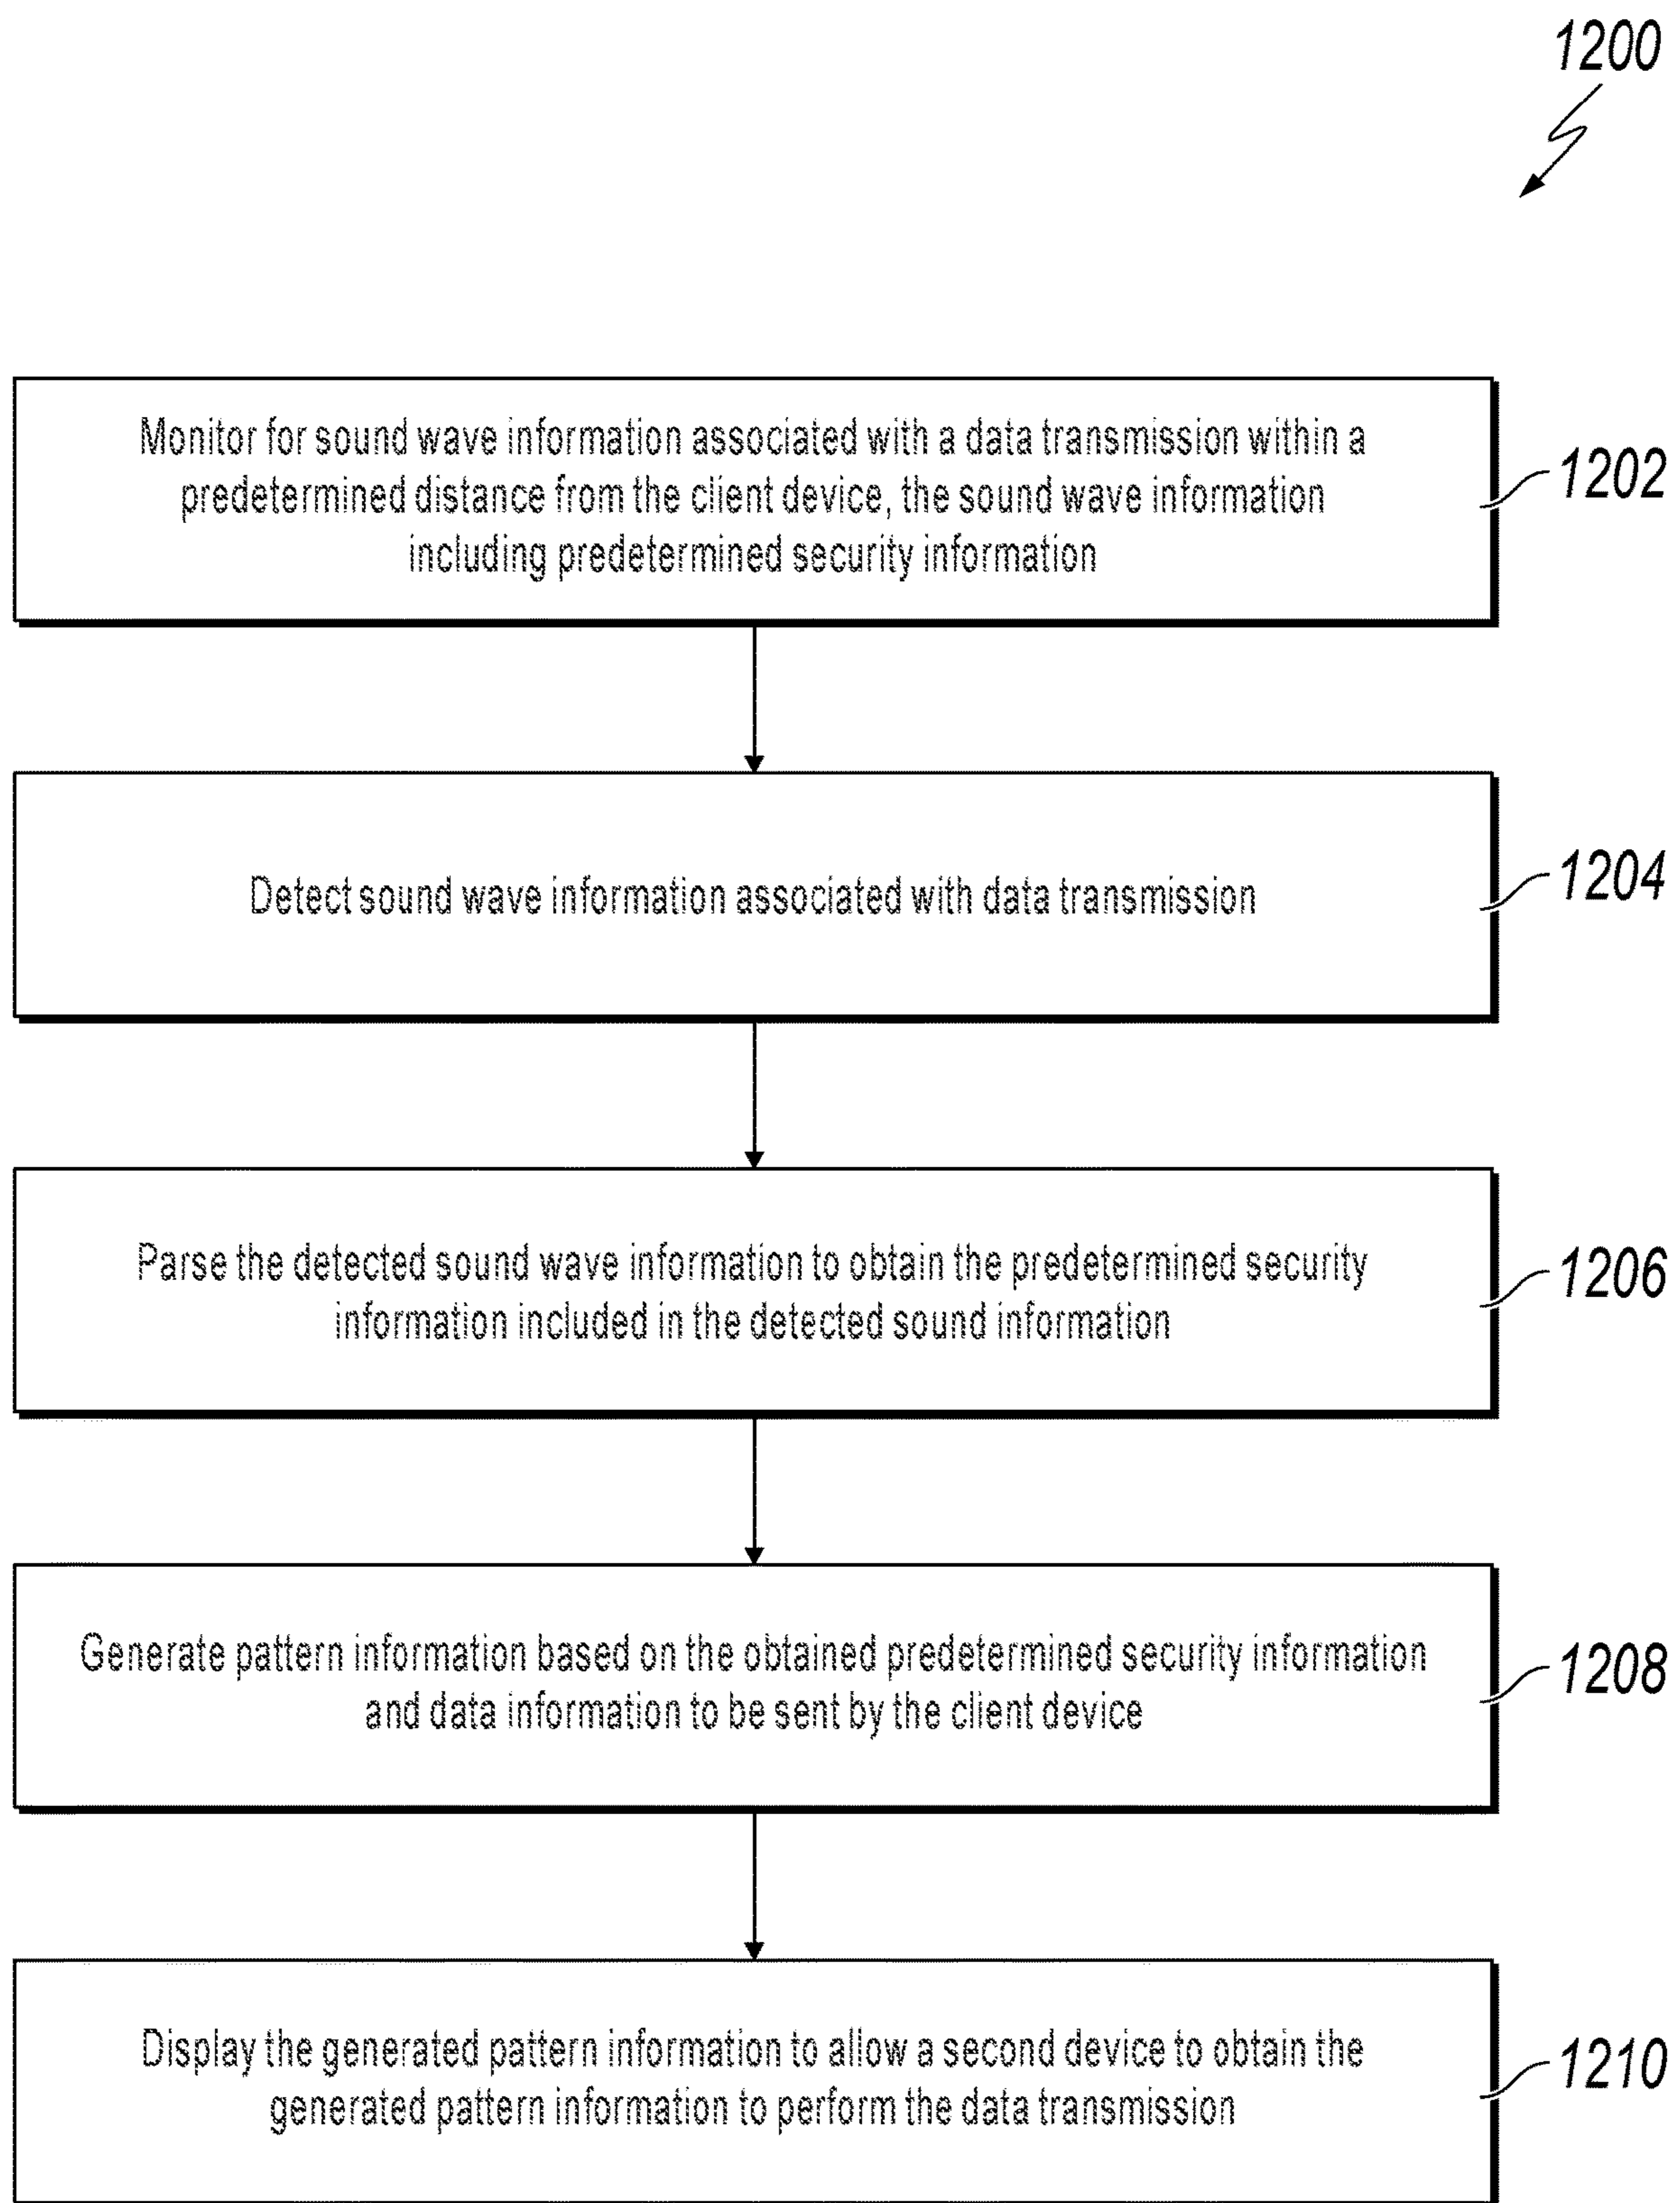 1200
Monitor for sound wave information associated with a data transmission within a
predetermined distance from the client device, the sound wave information
including predetermined security information
1202
Detect sound wave information associated with data transmission
1204
Parse the detected sound wave information to obtain the predetermined security
information included in the detected sound information
1206
Generate pattern information based on the obtained predetermined security information
and data information to be sent by the client device
1208
Display the generated pattern information to allow a second device to obtain the
generated pattern information to perform the data transmission
1210